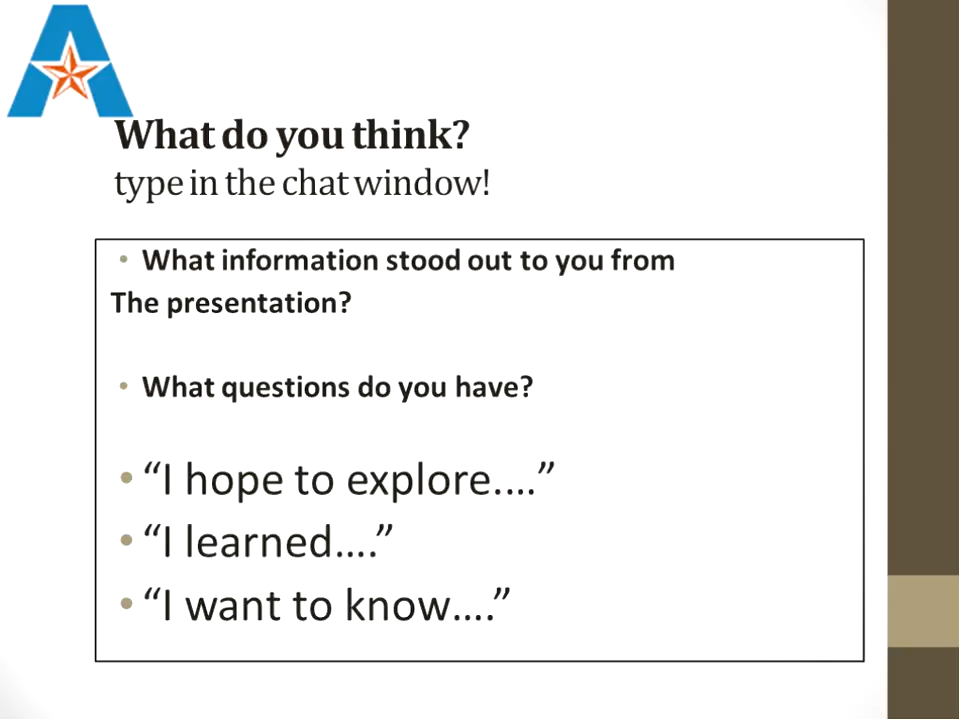 What do you think?
type in the chat window!
• What information stood out to you from
The presentation?
• What questions do you have?
• “I hope to explore….”
• “I learned….”
• “I want to know….”